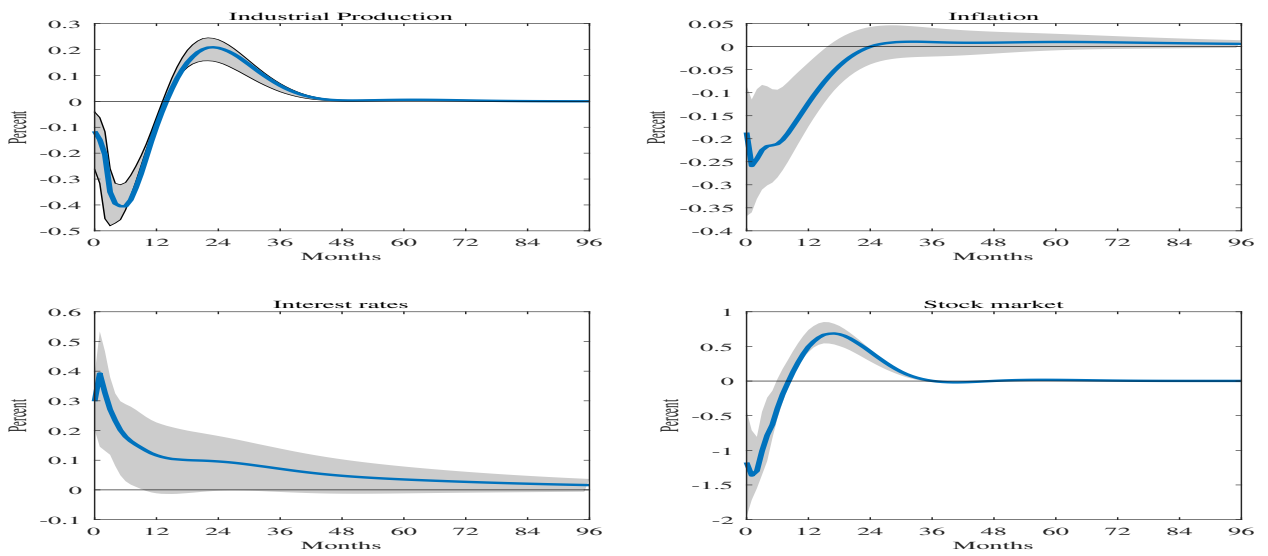 Industrial Production
Percent
0.3
0.2
0.1
0
-0.1
-0.2
-0.3
-0.4
-0.5
0 12 24 36 48 60 72 84 96
Months
Inflation
Percent
0.05
0
-0.05
-0.1
-0.15
-0.2
-0.25
-0.3
-0.35
-0.4
0 12 24 36 48 60 72 84 96
Months
Interest rates
Percent
0.6
0.5
0.4
0.3
0.2
0.1
0
-0.1
0 12 24 36 48 60 72 84 96
Months
Stock market
Percent
1
0.5
0
-0.5
-1
-1.5
-2
0 12 24 36 48 60 72 84 96
Months